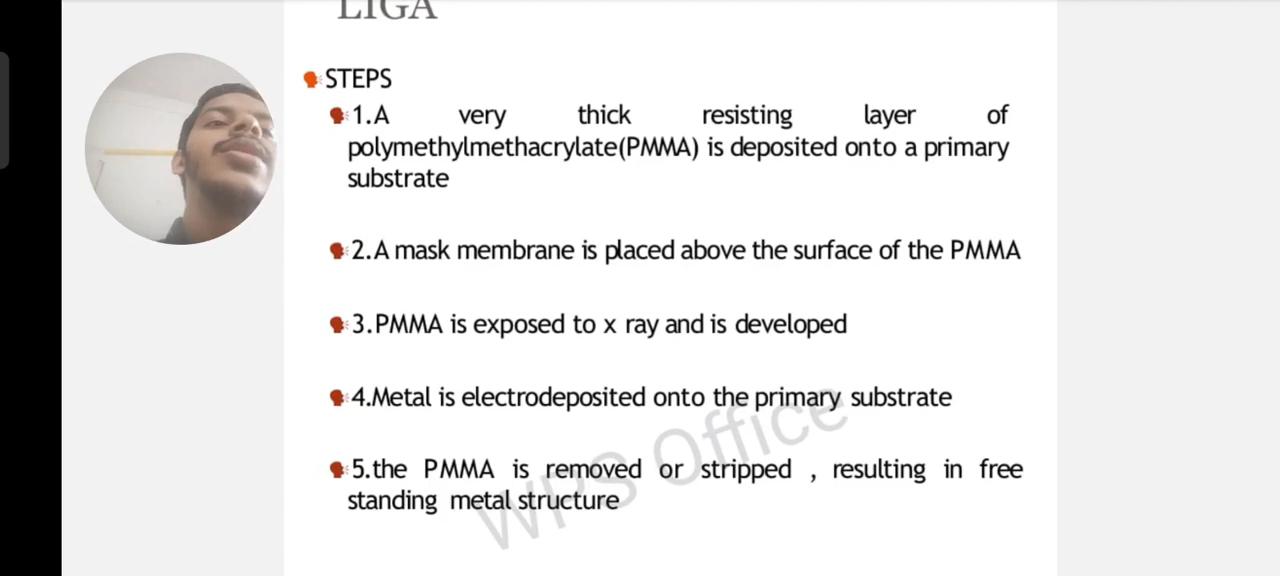 LIGA
STEPS
1.A very thick resisting layer of
polymethylmethacrylate(PMMA) is deposited onto a primary
substrate
2.A mask membrane is placed above the surface of the PMMA
3.PMMA is exposed to x ray and is developed
4.Metal is electrodeposited onto the primary substrate
5.the PMMA is removed or stripped , resulting in free
standing metal structure
WPS Office